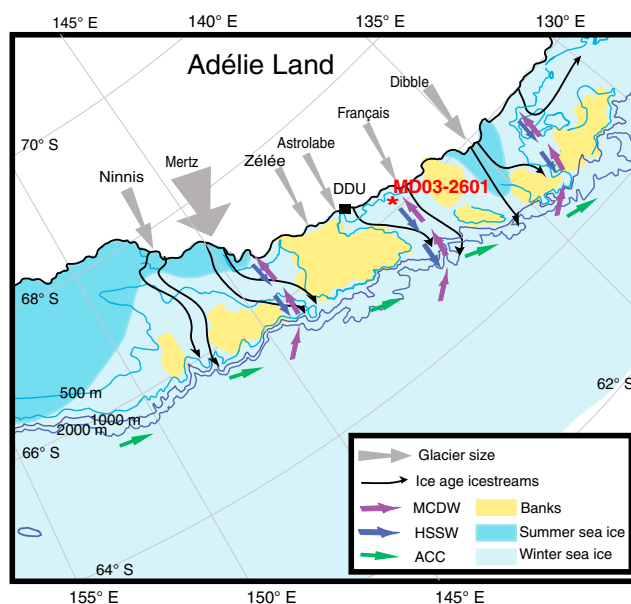 145° E
140° E
135° E
130° E
Adélie Land
Dibble
Français
70° S
Astrolabe
Mertz
Zélée
Ninnis
DDU
MD03-2601
*
68° S
62° S
500 m
1000 m
2000 m
66° S
Glacier size
Ice age icestreams
MCDW
Banks
HSSW
Summer sea ice
ACC
Winter sea ice
64° S
155° E
150° E
145° E